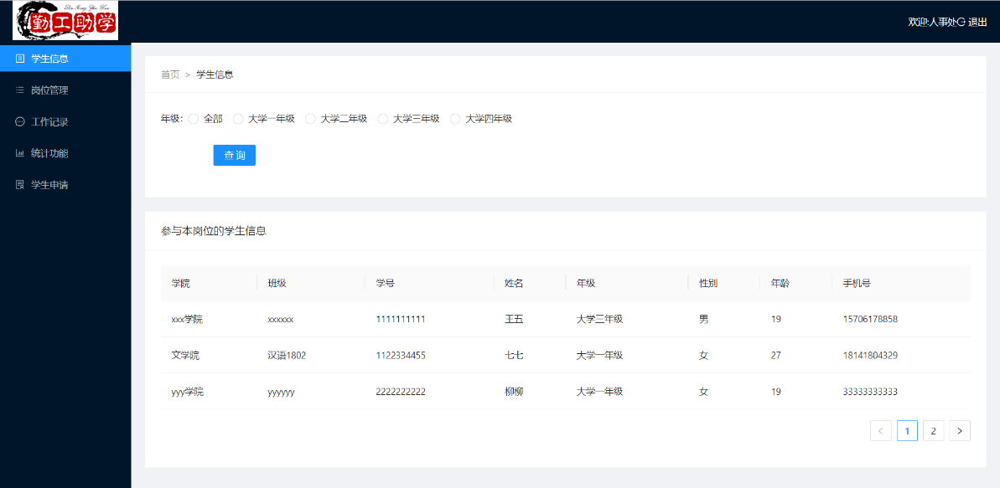 Qin Gong Zhu Xue
勤工助学
欢迎:人事处 退出
学生信息
岗位管理
工作记录
统计功能
学生申请
首页 > 学生信息
年级: 全部 大学一年级 大学二年级 大学三年级 大学四年级
查 询
参与本岗位的学生信息
学院 班级 学号 姓名 年级 性别 年龄 手机号
xxx学院 xxxxxx 1111111111 王五 大学三年级 男 19 15706178858
文学院 汉语1802 1122334455 七七 大学一年级 女 27 18141804329
yyy学院 yyyyyy 2222222222 柳柳 大学一年级 女 19 33333333333
< 1 2 >